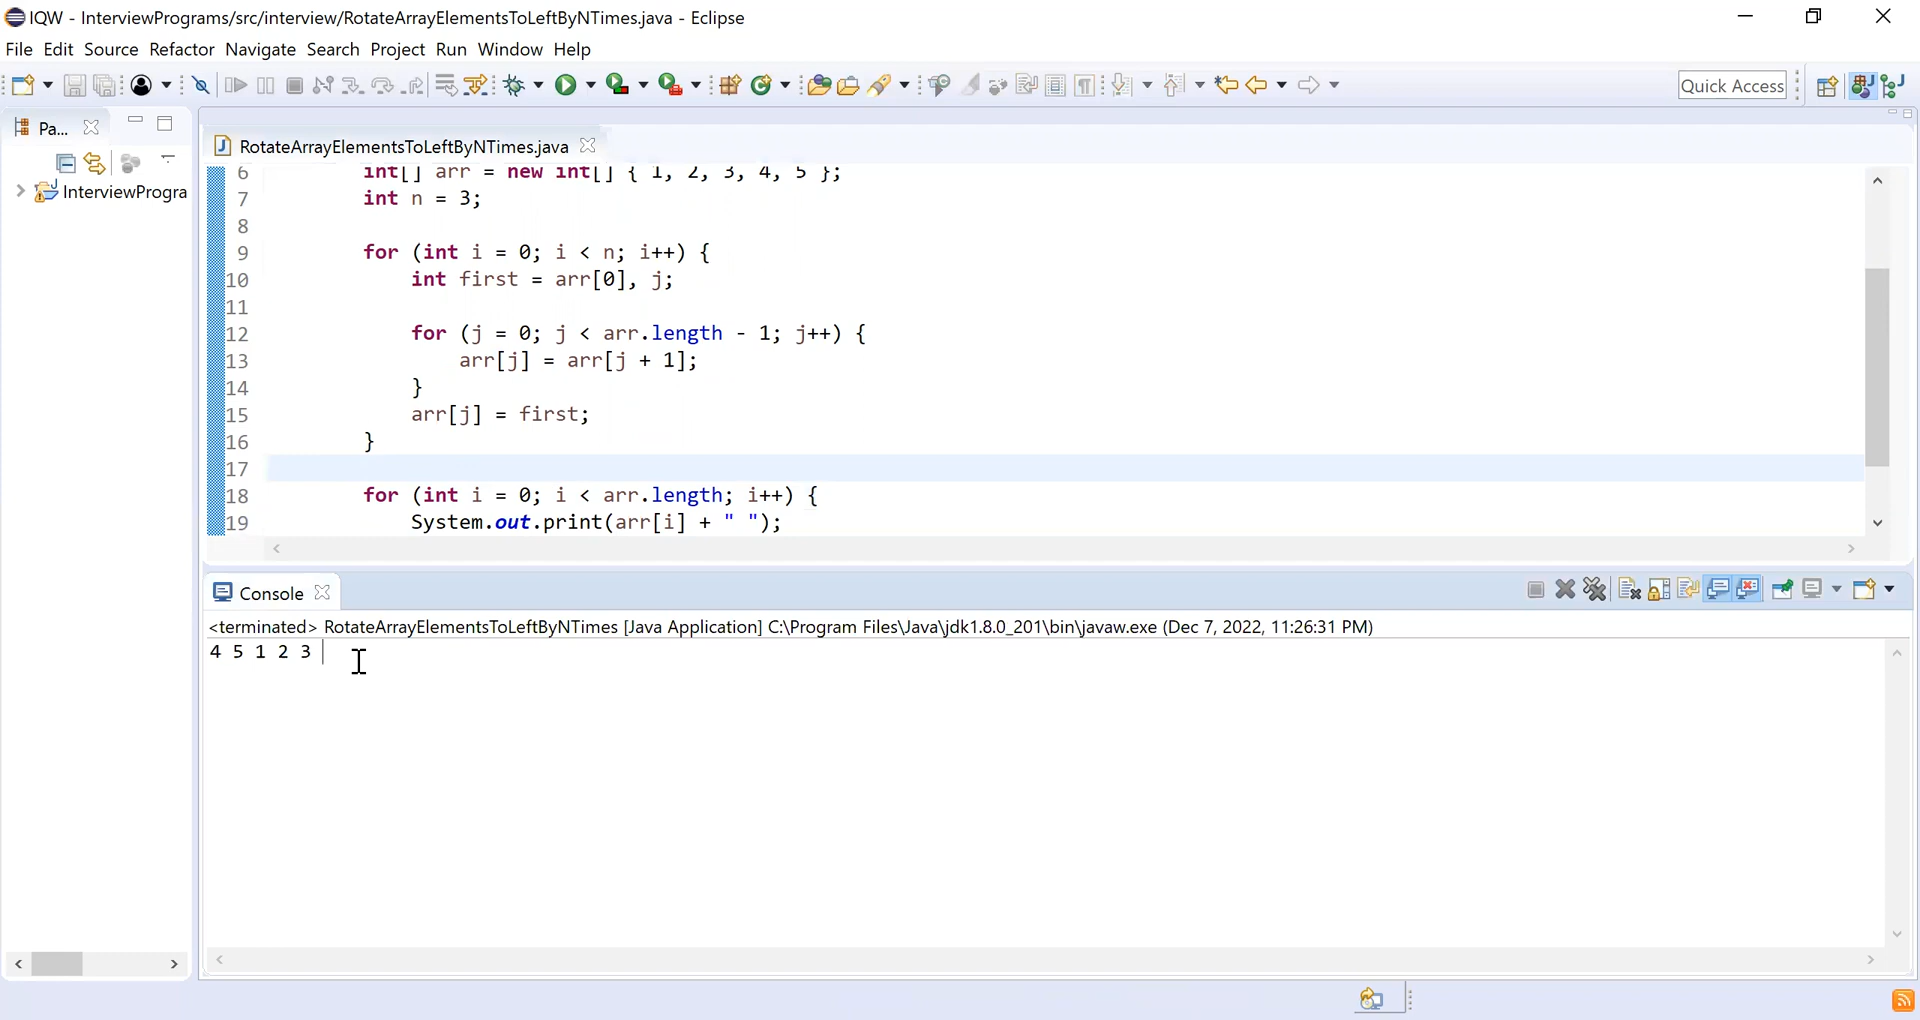 IQW - InterviewPrograms/src/interview/RotateArrayElementsToLeftByNTimes.java - Eclipse
File Edit Source Refactor Navigate Search Project Run Window Help
Quick Access
Pa...
RotateArrayElementsToLeftByNTimes.java
InterviewProgra
6 int[] arr = new int[] { 1, 2, 3, 4, 5 };
7 int n = 3;
8
9 for (int i = 0; i < n; i++) {
10 int first = arr[0], j;
11
12 for (j = 0; j < arr.length - 1; j++) {
13 arr[j] = arr[j + 1];
14 }
15 arr[j] = first;
16 }
17
18 for (int i = 0; i < arr.length; i++) {
19 System.out.print(arr[i] + " ");
Console
<terminated> RotateArrayElementsToLeftByNTimes [Java Application] C:\Program Files\Java\jdk1.8.0_201\bin\javaw.exe (Dec 7, 2022, 11:26:31 PM)
4 5 1 2 3